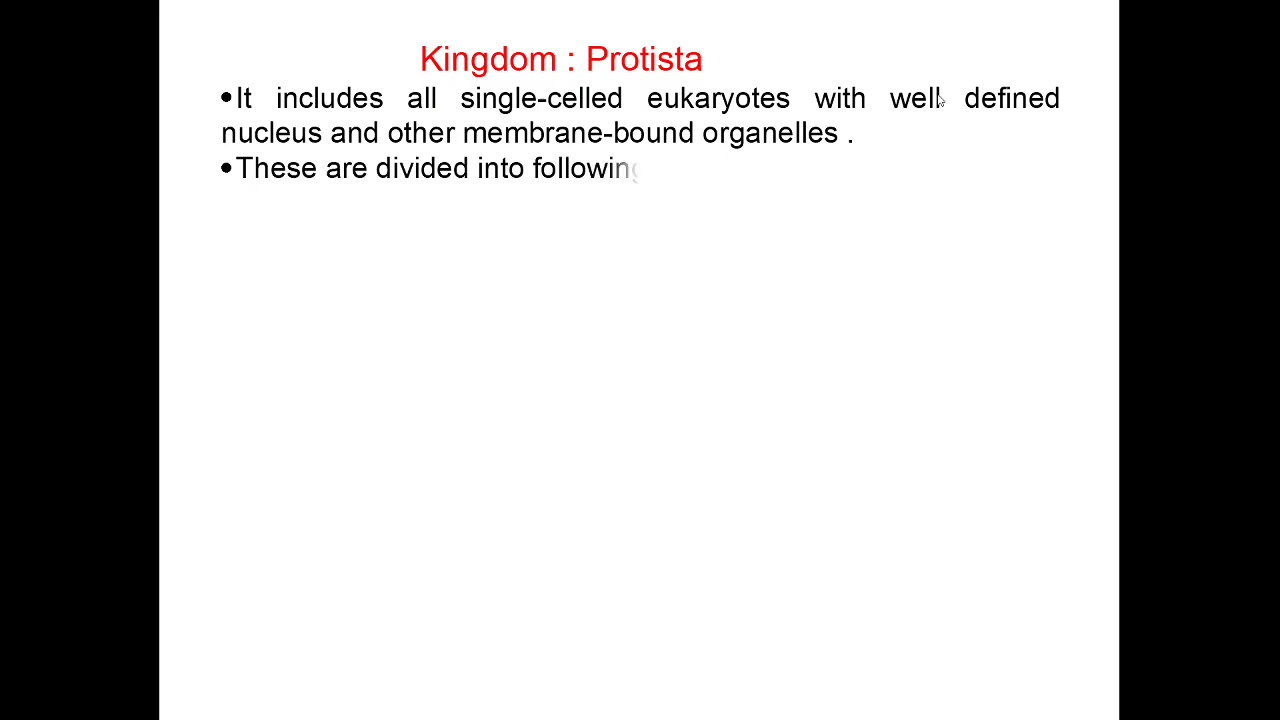 Kingdom : Protista
•It includes all single-celled eukaryotes with well defined
nucleus and other membrane-bound organelles .
•These are divided into following